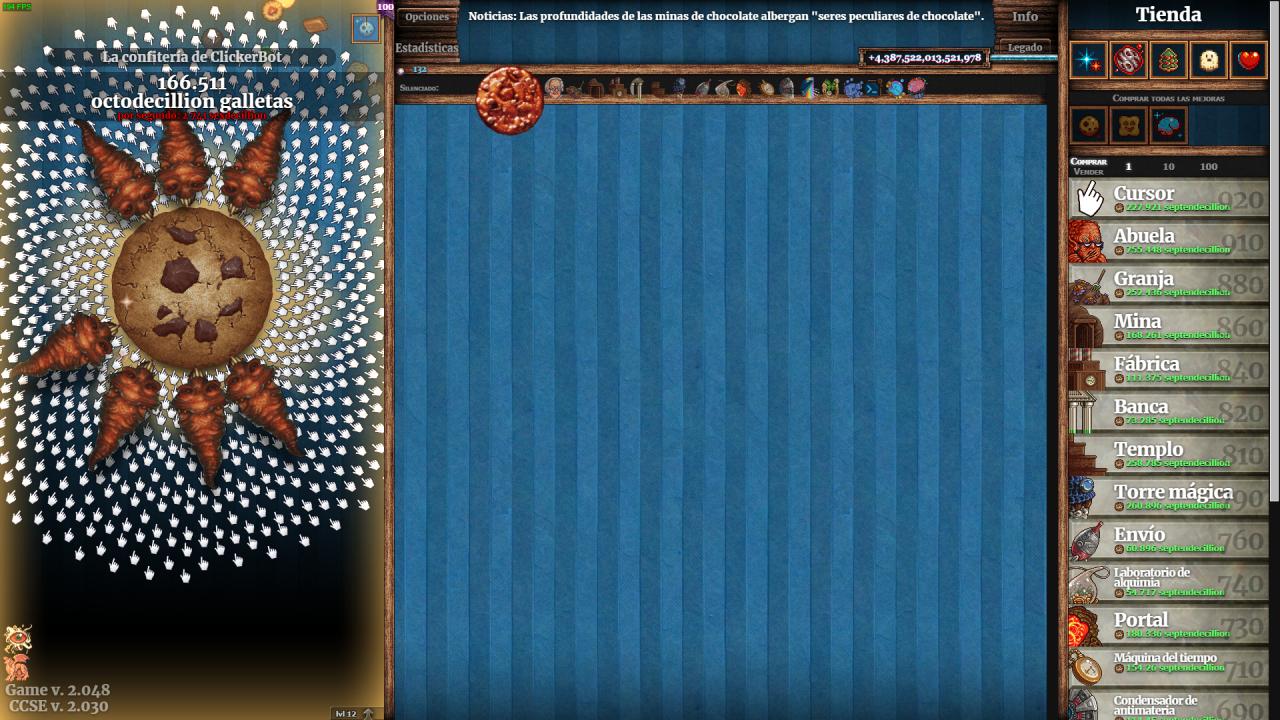 194 FPS
100
La confitería de ClickerBot
166.511
octodecillion galletas
Game v. 2.048
CCSE v. 2.030
lvl 12
Opciones
Estadísticas
Noticias: Las profundidades de las minas de chocolate albergan "seres peculiares de chocolate".
Info
Legado
+4,387,522,013,521,978
132
Silenciado:
Tienda
Comprar todas las mejoras
Comprar
Vender
1
10
100
Cursor
227.921 septendecillion
920
Abuela
755.448 septendecillion
910
Granja
252.436 septendecillion
880
Mina
168.261 septendecillion
860
Fábrica
111.375 septendecillion
840
Banca
73.285 septendecillion
820
Templo
258.785 septendecillion
810
Torre mágica
260.896 septendecillion
790
Envío
60.896 septendecillion
760
Laboratorio de alquimia
54.717 septendecillion
740
Portal
180.336 septendecillion
730
Máquina del tiempo
154.26 septendecillion
710
Condensador de antimateria
690